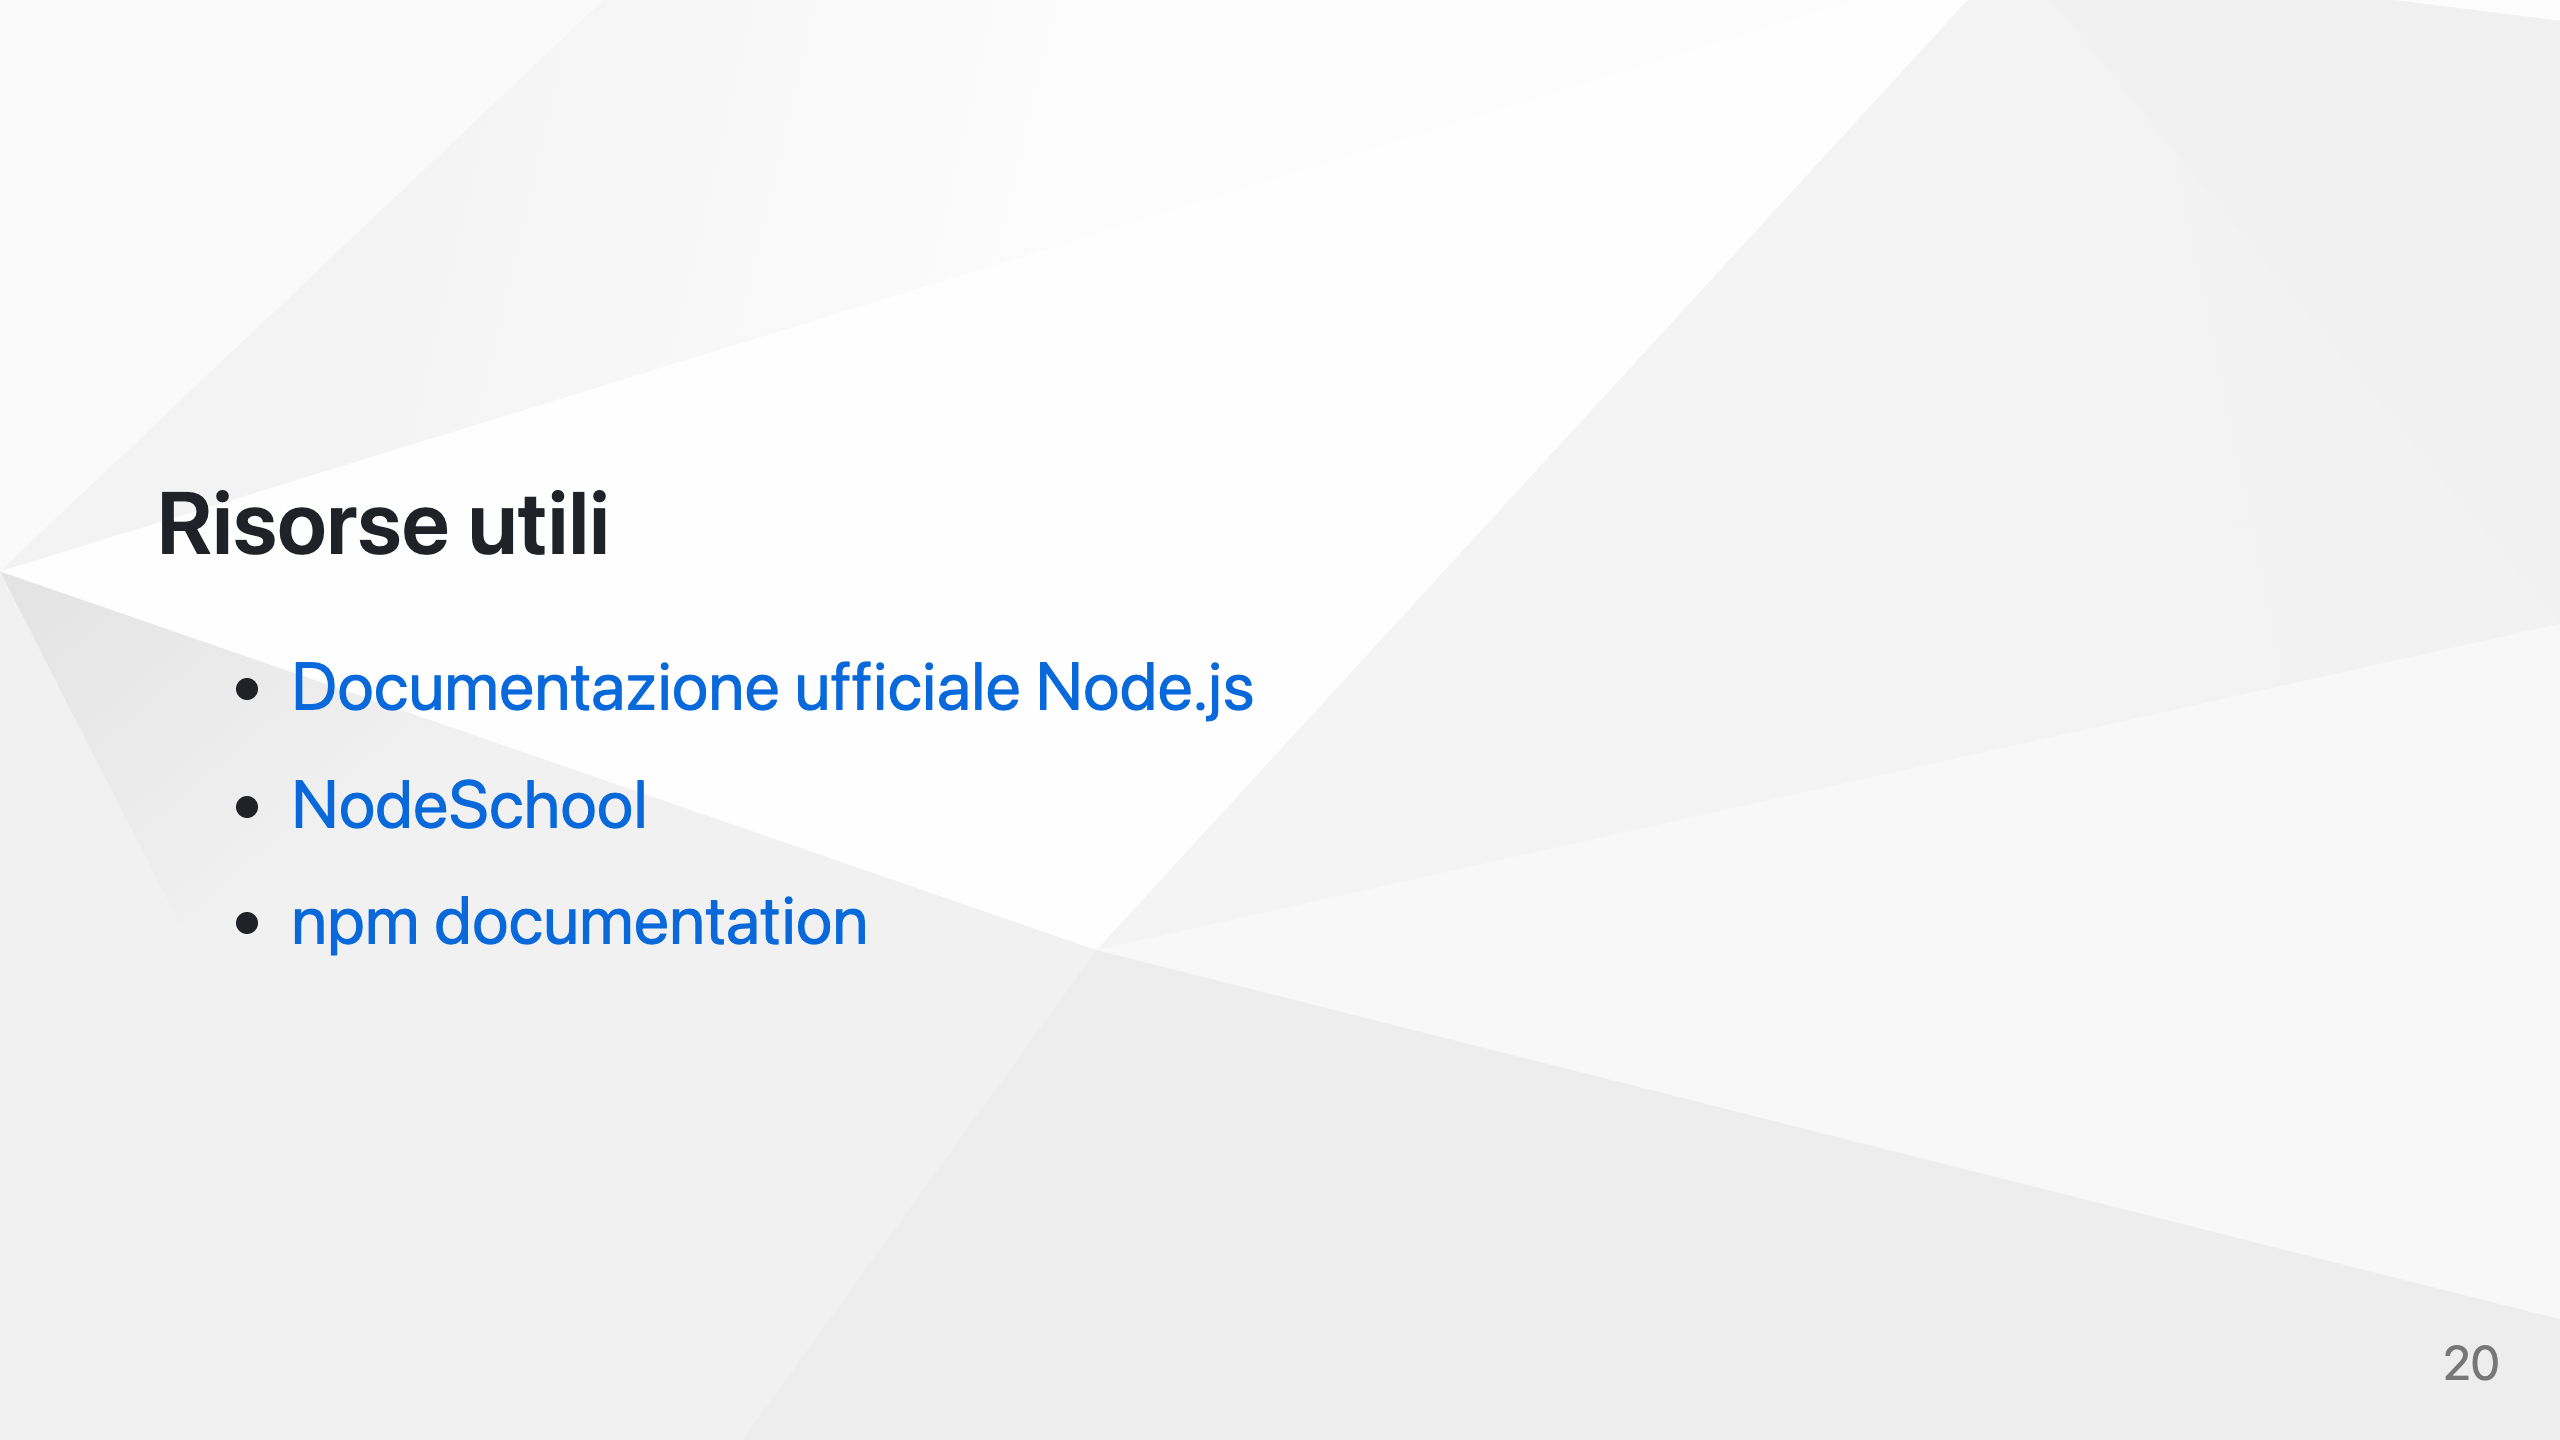 Risorse utili
• Documentazione ufficiale Node.js
• NodeSchool
• npm documentation
20